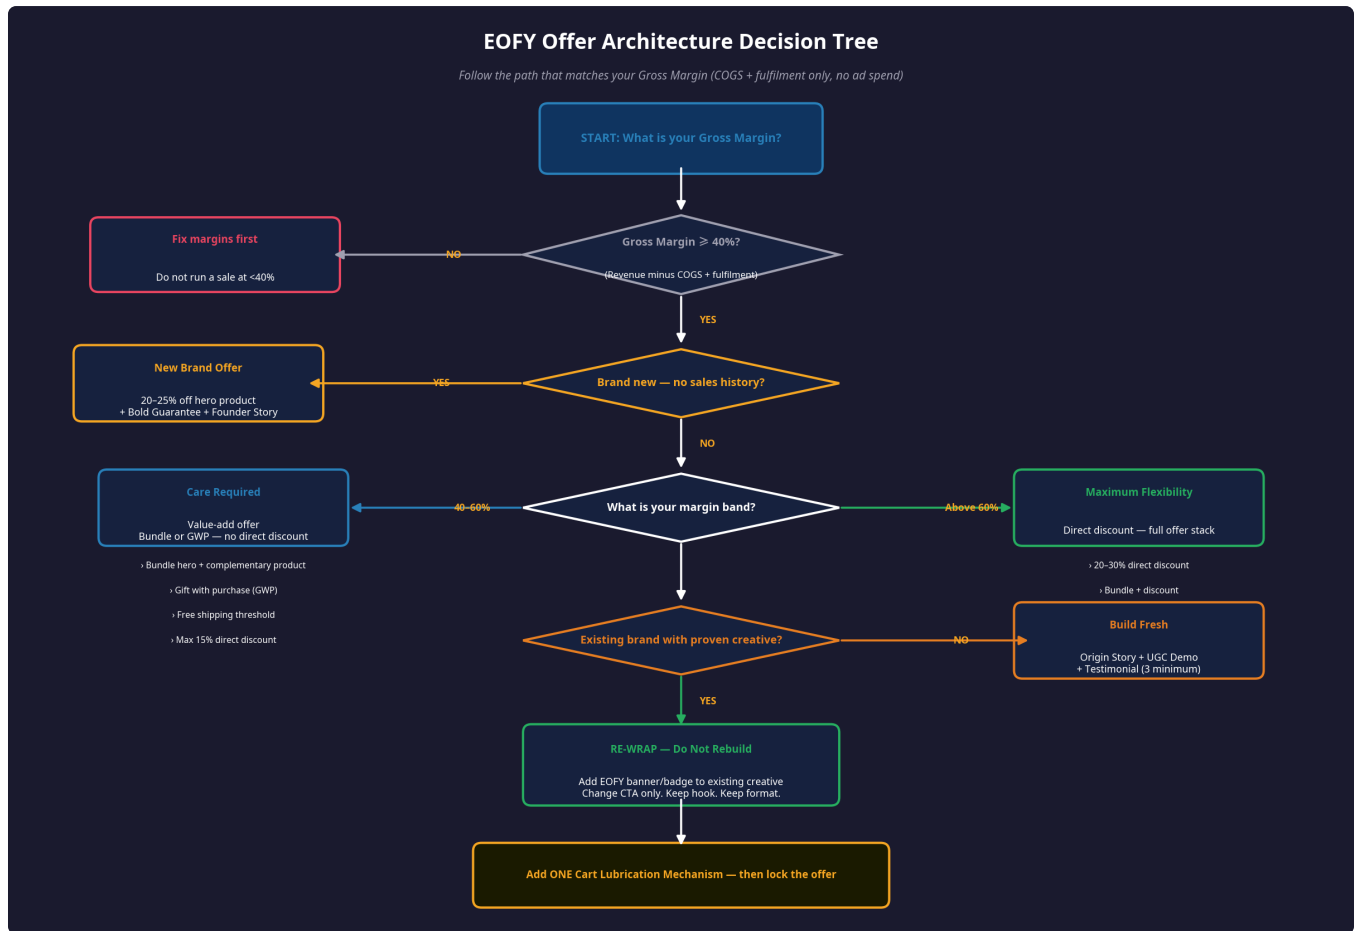 EOFY Offer Architecture Decision Tree
Follow the path that matches your Gross Margin (COGS + fulfilment only, no ad spend)
START: What is your Gross Margin?
Gross Margin ⩾ 40%?
(Revenue minus COGS + fulfilment)
NO
Fix margins first
Do not run a sale at <40%
YES
Brand new — no sales history?
YES
New Brand Offer
20–25% off hero product
+ Bold Guarantee + Founder Story
NO
What is your margin band?
40–60%
Care Required
Value-add offer
Bundle or GWP — no direct discount
› Bundle hero + complementary product
› Gift with purchase (GWP)
› Free shipping threshold
› Max 15% direct discount
Above 60%
Maximum Flexibility
Direct discount — full offer stack
› 20–30% direct discount
› Bundle + discount
Existing brand with proven creative?
NO
Build Fresh
Origin Story + UGC Demo
+ Testimonial (3 minimum)
YES
RE-WRAP — Do Not Rebuild
Add EOFY banner/badge to existing creative
Change CTA only. Keep hook. Keep format.
Add ONE Cart Lubrication Mechanism — then lock the offer